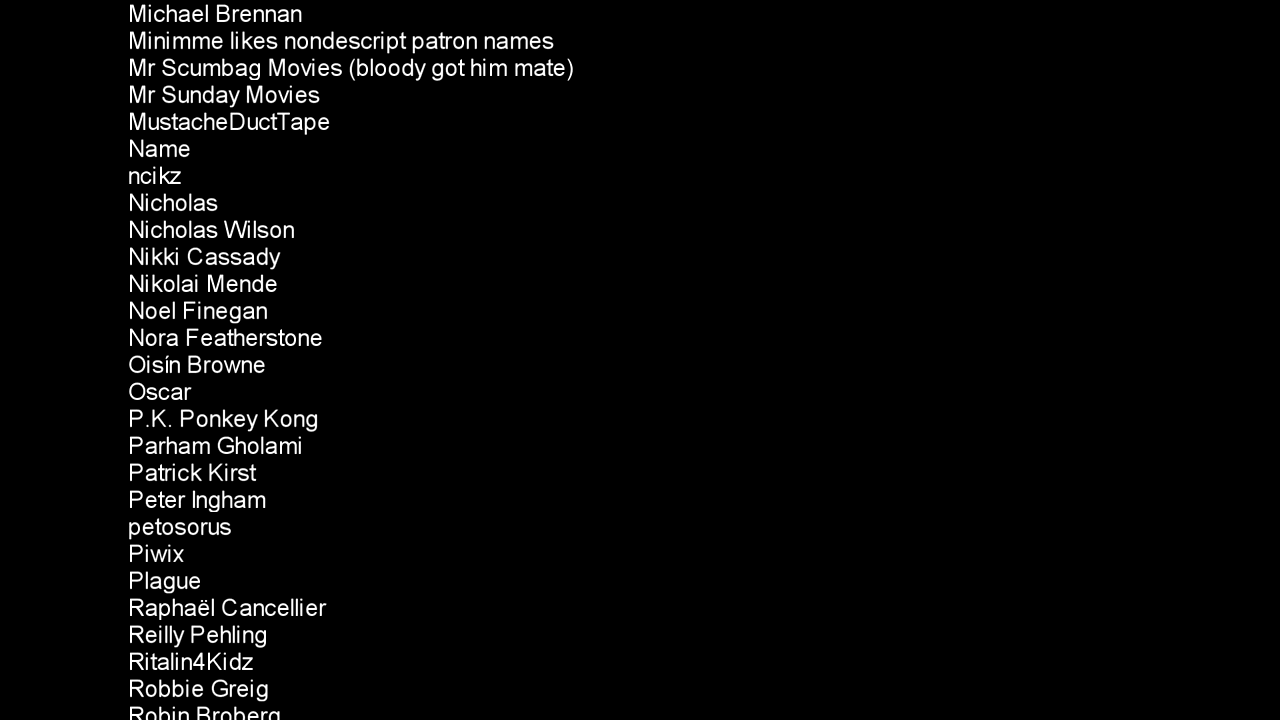 Michael Brennan
Minimme likes nondescript patron names
Mr Scumbag Movies (bloody got him mate)
Mr Sunday Movies
MustacheDuctTape
Name
ncikz
Nicholas
Nicholas Wilson
Nikki Cassady
Nikolai Mende
Noel Finegan
Nora Featherstone
Oisín Browne
Oscar
P.K. Ponkey Kong
Parham Gholami
Patrick Kirst
Peter Ingham
petosorus
Piwix
Plague
Raphaël Cancellier
Reilly Pehling
Ritalin4Kidz
Robbie Greig
Robin Broberg